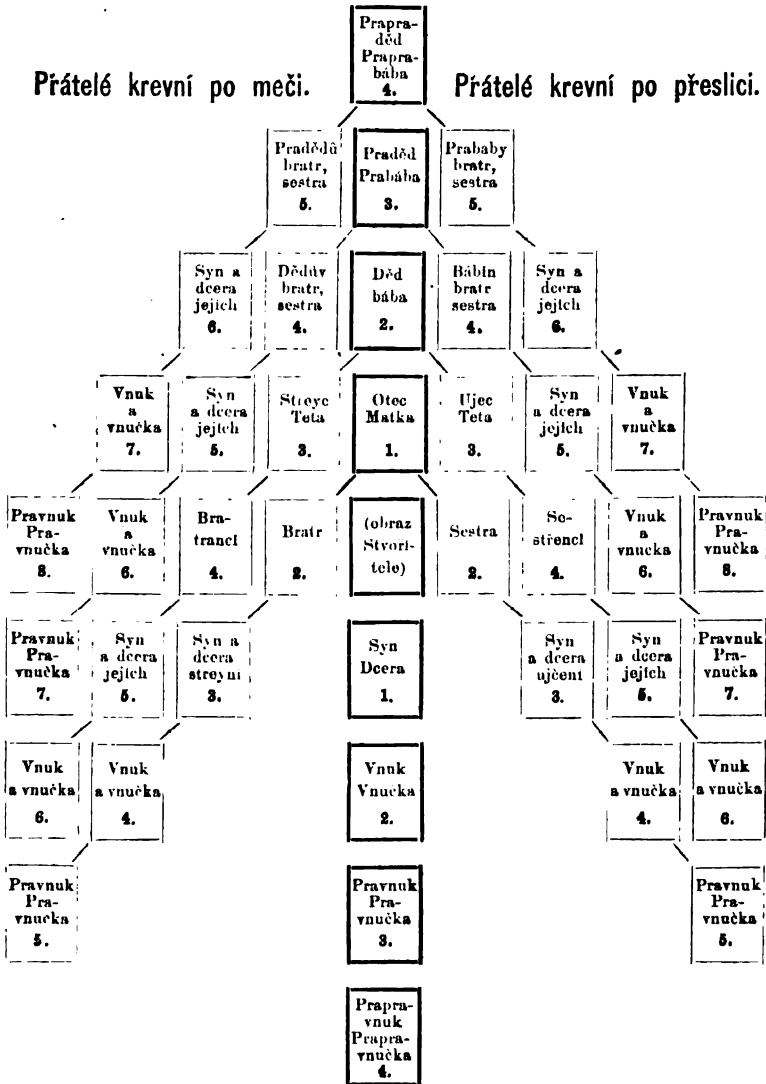 Prapra-
děd
Prapra-
bába
4.
Přátelé krevní po meči.
Přátelé krevní po přeslici.
Pradědů
bratr,
sestra
5.
Praděd
Prabába
3.
Prababy
bratr,
sestra
5.
Syn a
dcera
jejich
6.
Dědův
bratr,
sestra
4.
Děd
bába
2.
Bábin
bratr
sestra
4.
Syn a
dcera
jejich
6.
Vnuk
a
vnučka
7.
Syn
a dcera
jejich
5.
Stroyc
Teta
3.
Otec
Matka
1.
Ujec
Teta
3.
Syn
a dcera
jejich
5.
Vnuk
a
vnučka
7.
Pravnuk
Pra-
vnučka
8.
Vnuk
a
vnučka
6.
Bra-
tranci
4.
Bratr
2.
(obraz
Stvoři-
tele)
Sestra
2.
Se-
střenci
4.
Vnuk
a
vnučka
6.
Pravnuk
Pra-
vnučka
8.
Pravnuk
Pra-
vnučka
7.
Syn
a dcera
jejich
5.
Syn a
dcera
stroyni
3.
Syn
Dcera
1.
Syn
a dcera
ujčení
3.
Syn
a dcera
jejich
5.
Pravnuk
Pra-
vnučka
7.
Vnuk
a vnučka
6.
Vnuk
a vnučka
4.
Vnuk
Vnučka
2.
Vnuk
a vnučka
4.
Vnuk
a vnučka
6.
Pravnuk
Pra-
vnučka
5.
Pravnuk
Pra-
vnučka
3.
Pravnuk
Pra-
vnučka
5.
Prapra-
vnuk
Prapra-
vnučka
4.